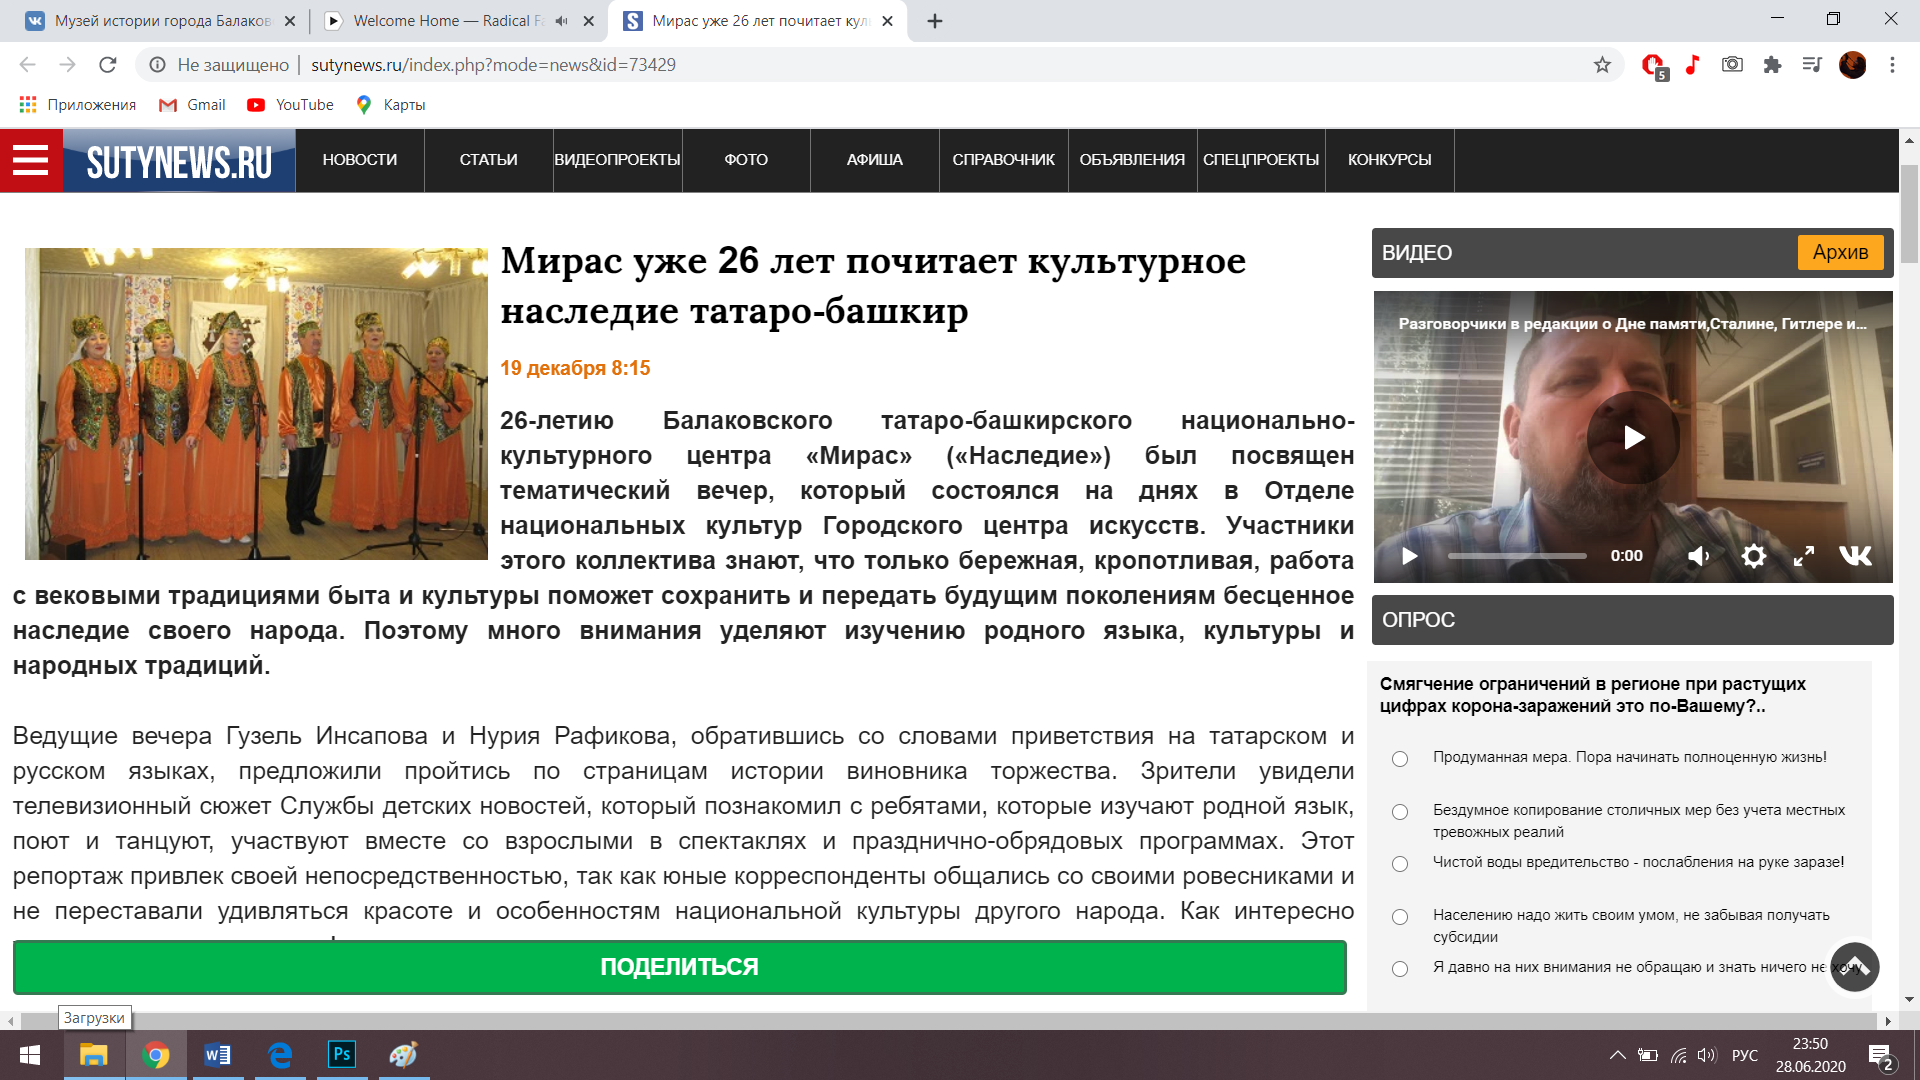 Музей истории города Балаков
Welcome Home — Radical Fa
Мирас уже 26 лет почитает кул
Не защищено
sutynews.ru/index.php?mode=news&id=73429
5
Приложения
Gmail
YouTube
Карты
SUTYNEWS.RU
НОВОСТИ
СТАТЬИ
ВИДЕОПРОЕКТЫ
ФОТО
АФИША
СПРАВОЧНИК
ОБЪЯВЛЕНИЯ
СПЕЦПРОЕКТЫ
КОНКУРСЫ
Мирас уже 26 лет почитает культурное
наследие татаро-башкир
19 декабря 8:15
26-летию Балаковского татаро-башкирского национально-
культурного центра «Мирас» («Наследие») был посвящен
тематический вечер, который состоялся на днях в Отделе
национальных культур Городского центра искусств. Участники
этого коллектива знают, что только бережная, кропотливая, работа
с вековыми традициями быта и культуры поможет сохранить и передать будущим поколениям бесценное
наследие своего народа. Поэтому много внимания уделяют изучению родного языка, культуры и
народных традиций.
Ведущие вечера Гузель Инсапова и Нурия Рафикова, обратившись со словами приветствия на татарском и
русском языках, предложили пройтись по страницам истории виновника торжества. Зрители увидели
телевизионный сюжет Службы детских новостей, который познакомил с ребятами, которые изучают родной язык,
поют и танцуют, участвуют вместе со взрослыми в спектаклях и празднично-обрядовых программах. Этот
репортаж привлек своей непосредственностью, так как юные корреспонденты общались со своими ровесниками и
не переставали удивляться красоте и особенностям национальной культуры другого народа. Как интересно
ПОДЕЛИТЬСЯ
ВИДЕО
Архив
Разговорчики в редакции о Дне памяти,Сталине, Гитлере и...
0:00
ОПРОС
Смягчение ограничений в регионе при растущих
цифрах корона-заражений это по-Вашему?..
Продуманная мера. Пора начинать полноценную жизнь!
Бездумное копирование столичных мер без учета местных
тревожных реалий
Чистой воды вредительство - послабления на руке заразе!
Населению надо жить своим умом, не забывая получать
субсидии
Я давно на них внимания не обращаю и знать ничего не хочу
Загрузки
Ps
РУС
23:50
28.06.2020
2